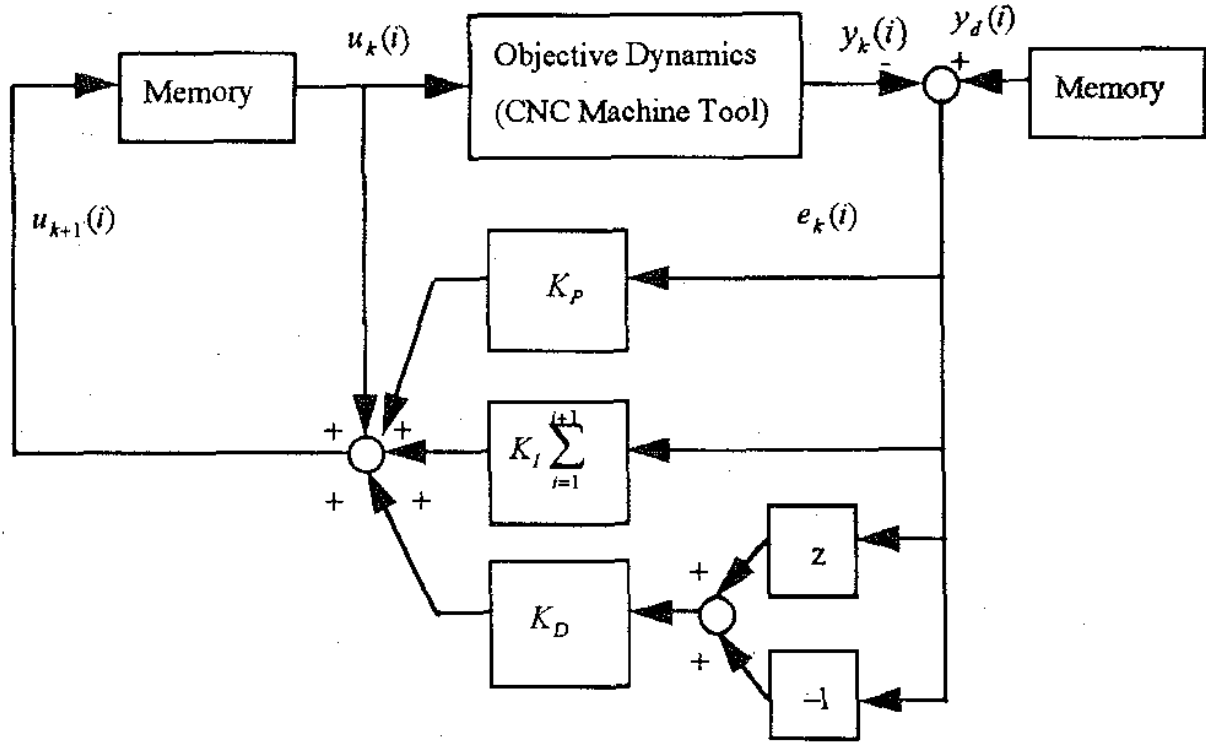 u_k(i)
Objective Dynamics
(CNC Machine Tool)
y_k(i)
y_d(i)
-
+
Memory
Memory
u_{k+1}(i)
e_k(i)
K_P
+
+
K_I \sum_{i=1}^{i+1}
+
+
z
+
K_D
+
-1